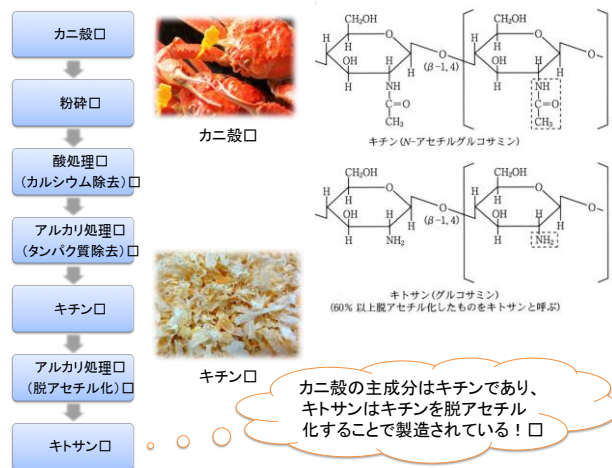 カニ殻□
粉砕□
酸処理□
(カルシウム除去)□
アルカリ処理□
(タンパク質除去)□
キチン□
アルカリ処理□
(脱アセチル化)□
キトサン□
カニ殻□
キチン□
CH₂OH
H
O
H
OH
H
H
H
NH
C=O
CH₃
O
(β-1, 4)
CH₂OH
H
O
H
OH
H
H
H
NH
C=O
CH₃
O
キチン(N-アセチルグルコサミン)
CH₂OH
H
O
H
OH
H
H
H
NH₂
O
(β-1, 4)
CH₂OH
H
O
H
OH
H
H
H
NH₂
O
キトサン(グルコサミン)
(60% 以上脱アセチル化したものをキトサンと呼ぶ)
カニ殻の主成分はキチンであり、
キトサンはキチンを脱アセチル
化することで製造されている！□